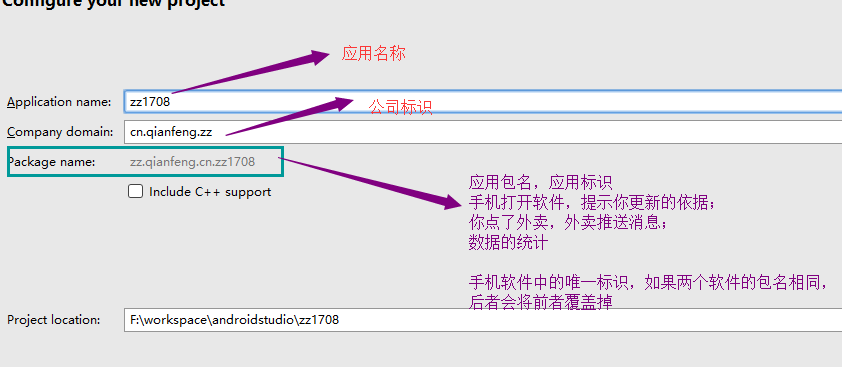 Configure your new project
应用名称
Application name: zz1708
公司标识
Company domain: cn.qianfeng.zz
Package name: zz.qianfeng.cn.zz1708
Include C++ support
应用包名，应用标识
手机打开软件，提示你更新的依据；
你点了外卖，外卖推送消息；
数据的统计
手机软件中的唯一标识，如果两个软件的包名相同，
后者会将前者覆盖掉
Project location: F:\workspace\androidstudio\zz1708